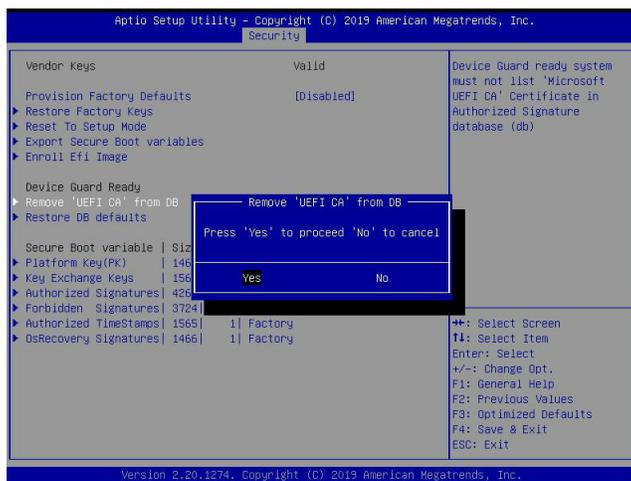 Aptio Setup Utility – Copyright (C) 2019 American Megatrends, Inc.
Security
Vendor Keys Valid
Provision Factory Defaults [Disabled]
Restore Factory Keys
Reset To Setup Mode
Export Secure Boot variables
Enroll Efi Image
Device Guard Ready
Remove 'UEFI CA' from DB
Restore DB defaults
Secure Boot variable | Siz
Platform Key(PK) | 146
Key Exchange Keys | 156
Authorized Signatures| 426
Forbidden Signatures| 3724|
Authorized TimeStamps| 1565| 1| Factory
OsRecovery Signatures| 1466| 1| Factory
Remove 'UEFI CA' from DB
Press 'Yes' to proceed 'No' to cancel
Yes No
Device Guard ready system
must not list 'Microsoft
UEFI CA' Certificate in
Authorized Signature
database (db)
→←: Select Screen
↑↓: Select Item
Enter: Select
+/-: Change Opt.
F1: General Help
F2: Previous Values
F3: Optimized Defaults
F4: Save & Exit
ESC: Exit
Version 2.20.1274. Copyright (C) 2019 American Megatrends, Inc.